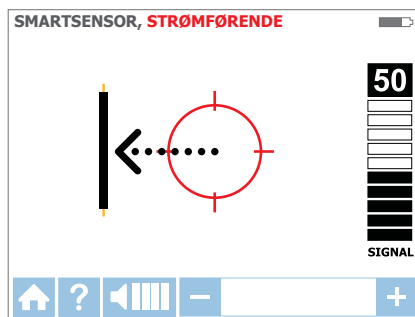 SMARTSENSOR, STRØMFØRENDE
50
SIGNAL
?
− +